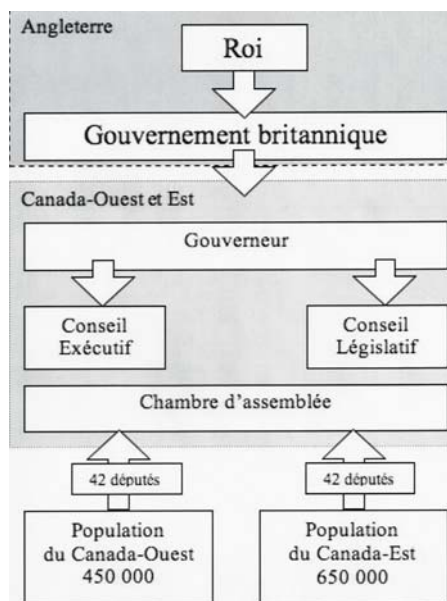 Angleterre
Roi
Gouvernement britannique
Canada-Ouest et Est
Gouverneur
Conseil
Exécutif
Conseil
Législatif
Chambre d'assemblée
42 députés
42 députés
Population
du Canada-Ouest
450 000
Population
du Canada-Est
650 000